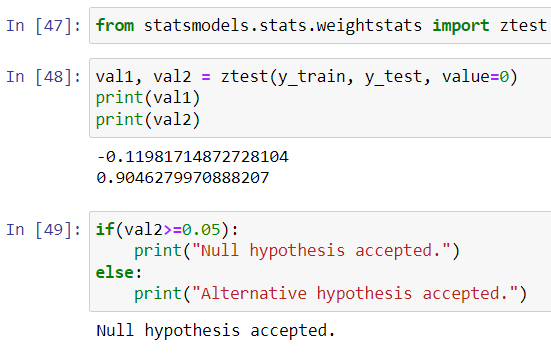 In [47]: from statsmodels.stats.weightstats import ztest
In [48]: val1, val2 = ztest(y_train, y_test, value=0)
print(val1)
print(val2)
-0.11981714872728104
0.9046279970888207
In [49]: if(val2>=0.05):
    print("Null hypothesis accepted.")
else:
    print("Alternative hypothesis accepted.")
Null hypothesis accepted.